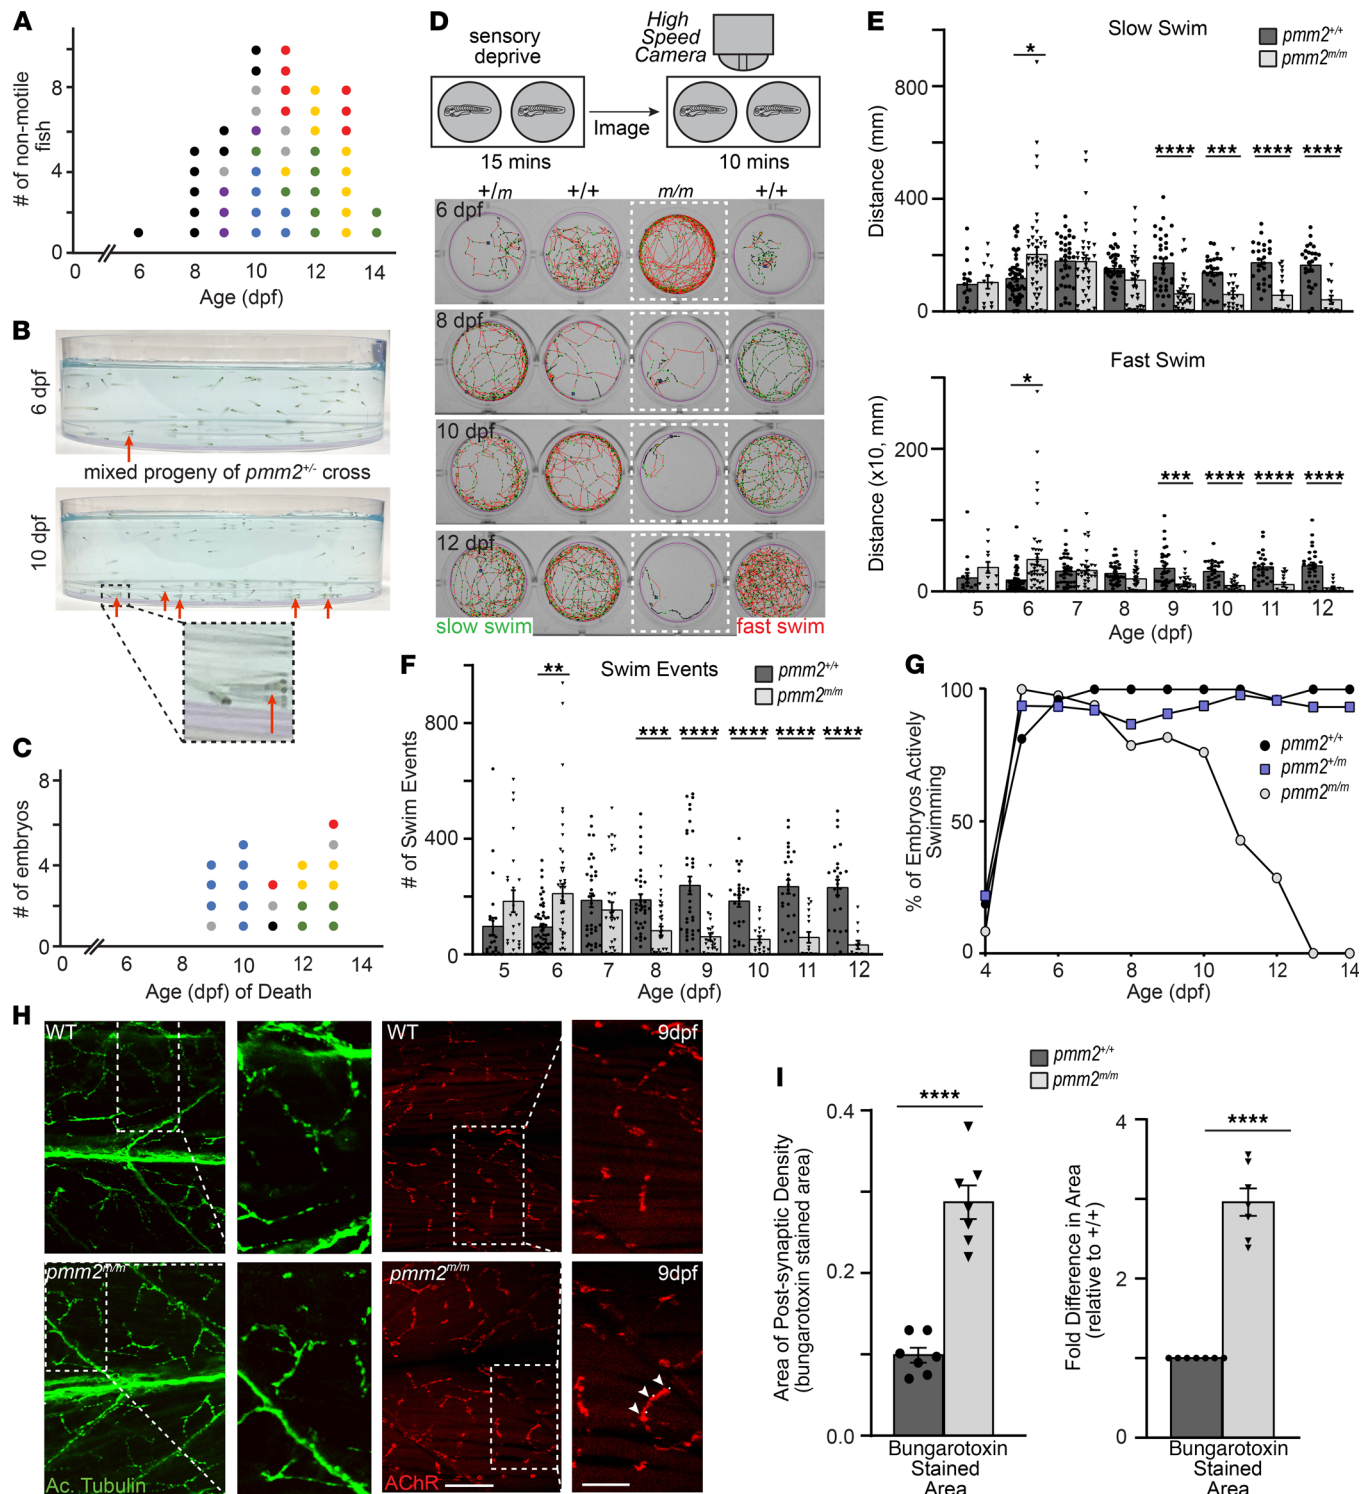 A
# of non-motile
fish
8
4
0
0
6
8
10
12
14
Age (dpf)
B
6 dpf
mixed progeny of pmm2+/- cross
10 dpf
C
# of embryos
8
4
0
0
6
8
10
12
14
Age (dpf) of Death
D
sensory
deprive
High
Speed
Camera
Image
15 mins
10 mins
+/m
+/+
m/m
+/+
6 dpf
8 dpf
10 dpf
12 dpf
slow swim
fast swim
E
Slow Swim
pmm2+/+
pmm2m/m
Distance (mm)
800
400
0
*
****
***
****
****
Fast Swim
Distance (x10, mm)
200
0
*
***
****
****
****
5
6
7
8
9
10
11
12
Age (dpf)
F
Swim Events
pmm2+/+
pmm2m/m
# of Swim Events
800
400
0
**
***
****
****
****
****
5
6
7
8
9
10
11
12
Age (dpf)
G
% of Embryos Actively
Swimming
100
50
0
pmm2+/+
pmm2+/m
pmm2m/m
4
6
8
10
12
14
Age (dpf)
H
WT
WT
9dpf
pmm2m/m
pmm2m/m
9dpf
Ac. Tubulin
AChR
I
pmm2+/+
pmm2m/m
Area of Post-synaptic Density
(bungarotoxin stained area)
0.4
0.2
0.0
****
Bungarotoxin
Stained
Area
Fold Difference in Area
(relative to +/+)
4
2
0
****
Bungarotoxin
Stained
Area